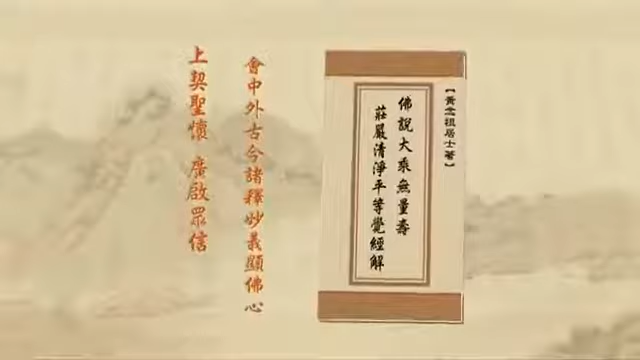 【黃念祖居士著】
佛說大乘無量壽
莊嚴清淨平等覺經解
會中外古今諸釋妙義顯佛心
上契聖懷 廣啟眾信